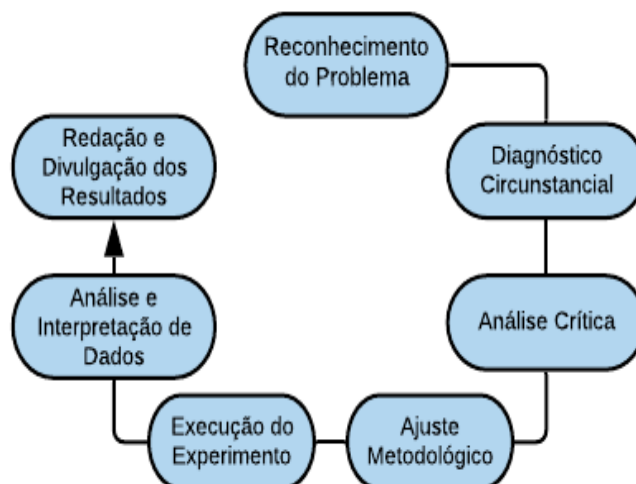 Reconhecimento
do Problema
Diagnóstico
Circunstancial
Análise Crítica
Ajuste
Metodológico
Execução do
Experimento
Análise e
Interpretação de
Dados
Redação e
Divulgação dos
Resultados